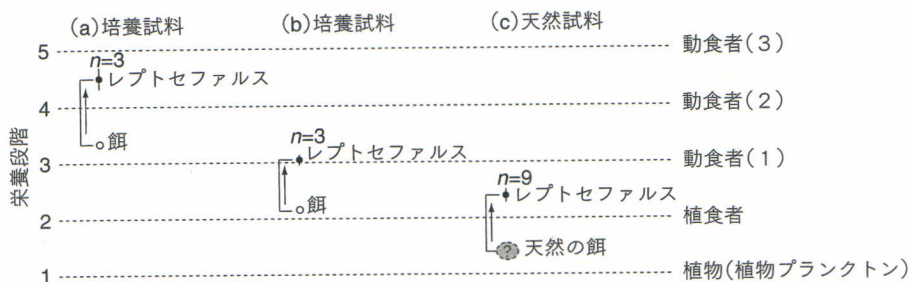 (a)培養試料 (b)培養試料 (c)天然試料
5 動食者(3)
n=3
レプトセファルス
4 動食者(2)
餌
n=3
レプトセファルス
3 動食者(1)
n=9
レプトセファルス
餌
2 植食者
? 天然の餌
1 植物(植物プランクトン)
栄養段階